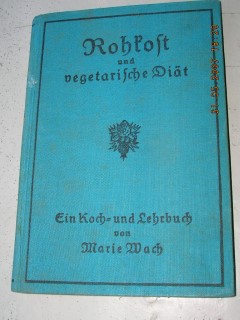 Rohkost
und
vegetarische Diät
Ein Koch- und Lehrbuch
von
Marie Wach